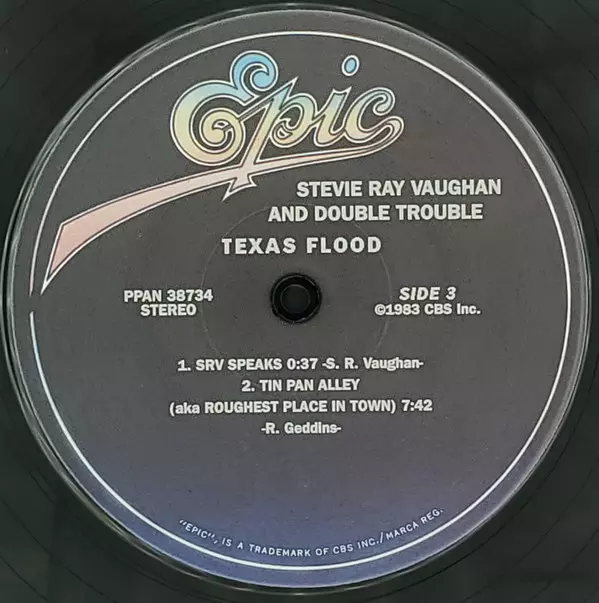 Epic
STEVIE RAY VAUGHAN
AND DOUBLE TROUBLE
TEXAS FLOOD
PPAN 38734
STEREO
SIDE 3
©1983 CBS Inc.
1. SRV SPEAKS 0:37 -S. R. Vaughan-
2. TIN PAN ALLEY
(aka ROUGHEST PLACE IN TOWN) 7:42
-R. Geddins-
"EPIC", IS A TRADEMARK OF CBS INC./MARCA REG.